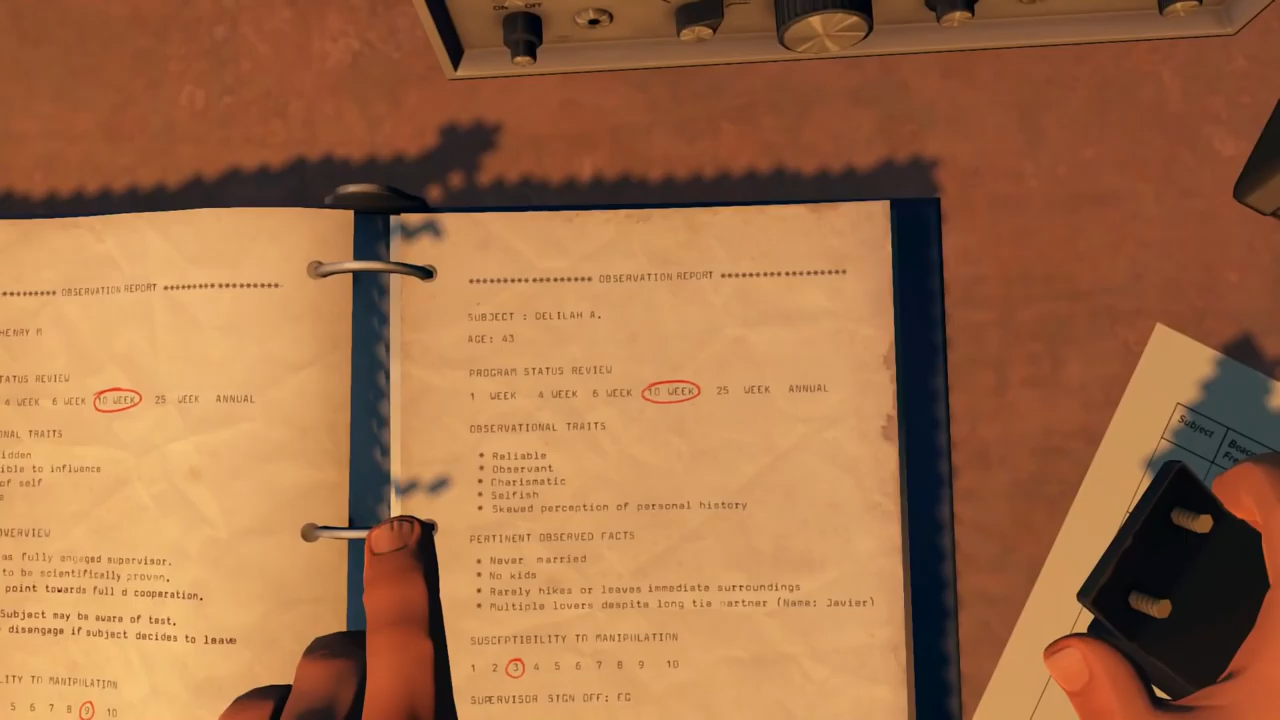 ON OFF
************ OBSERVATION REPORT *****************
HENRY M
STATUS REVIEW
4 WEEK 6 WEEK 10 WEEK 25 WEEK ANNUAL
TRAITS
to influence
of self
OVERVIEW
as fully engaged supervisor.
to be scientifically proven.
point towards full d cooperation.
Subject may be aware of test.
disengage if subject decides to leave
TO MANIPULATION
5 6 7 8 9 10
***************** OBSERVATION REPORT *****************
SUBJECT : DELILAH A.
AGE: 43
PROGRAM STATUS REVIEW
1 WEEK 4 WEEK 6 WEEK 10 WEEK 25 WEEK ANNUAL
OBSERVATIONAL TRAITS
* Reliable
* Observant
* Charismatic
* Selfish
* Skewed perception of personal history
PERTINENT OBSERVED FACTS
* Never married
* No kids
* Rarely hikes or leaves immediate surroundings
* Multiple lovers despite long tie partner (Name: Javier)
SUSCEPTIBILITY TO MANIPULATION
1 2 3 4 5 6 7 8 9 10
SUPERVISOR SIGN OFF: FG
Subject